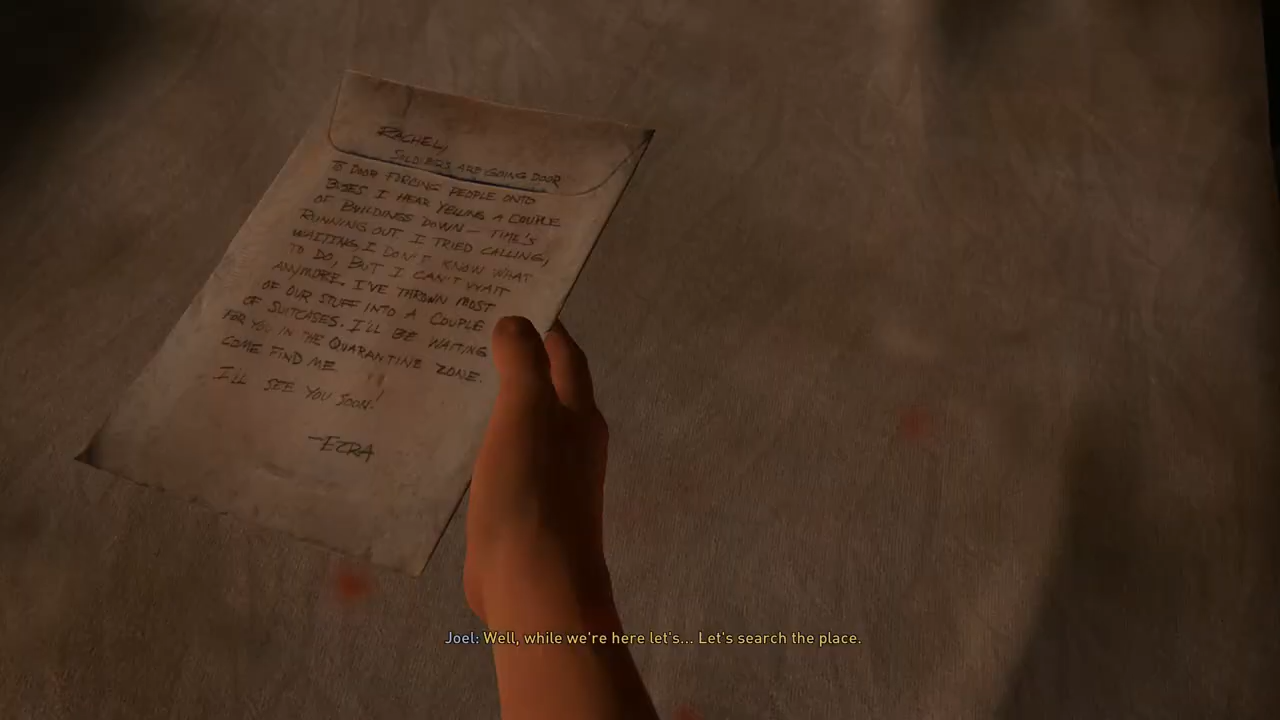 RACHEL,
SOLDIERS ARE GOING DOOR
TO DOOR FORCING PEOPLE ONTO
BUSES I HEAR YELLING A COUPLE
OF BUILDINGS DOWN — TIME'S
RUNNING OUT I TRIED CALLING,
WAITING, I DON'T KNOW WHAT
TO DO, BUT I CAN'T WAIT
ANYMORE. I'VE THROWN MOST
OF OUR STUFF INTO A COUPLE
OF SUITCASES. I'LL BE WAITING
FOR YOU IN THE QUARANTINE ZONE.
COME FIND ME
I'LL SEE YOU SOON!
—EZRA
Joel: Well, while we're here let's... Let's search the place.